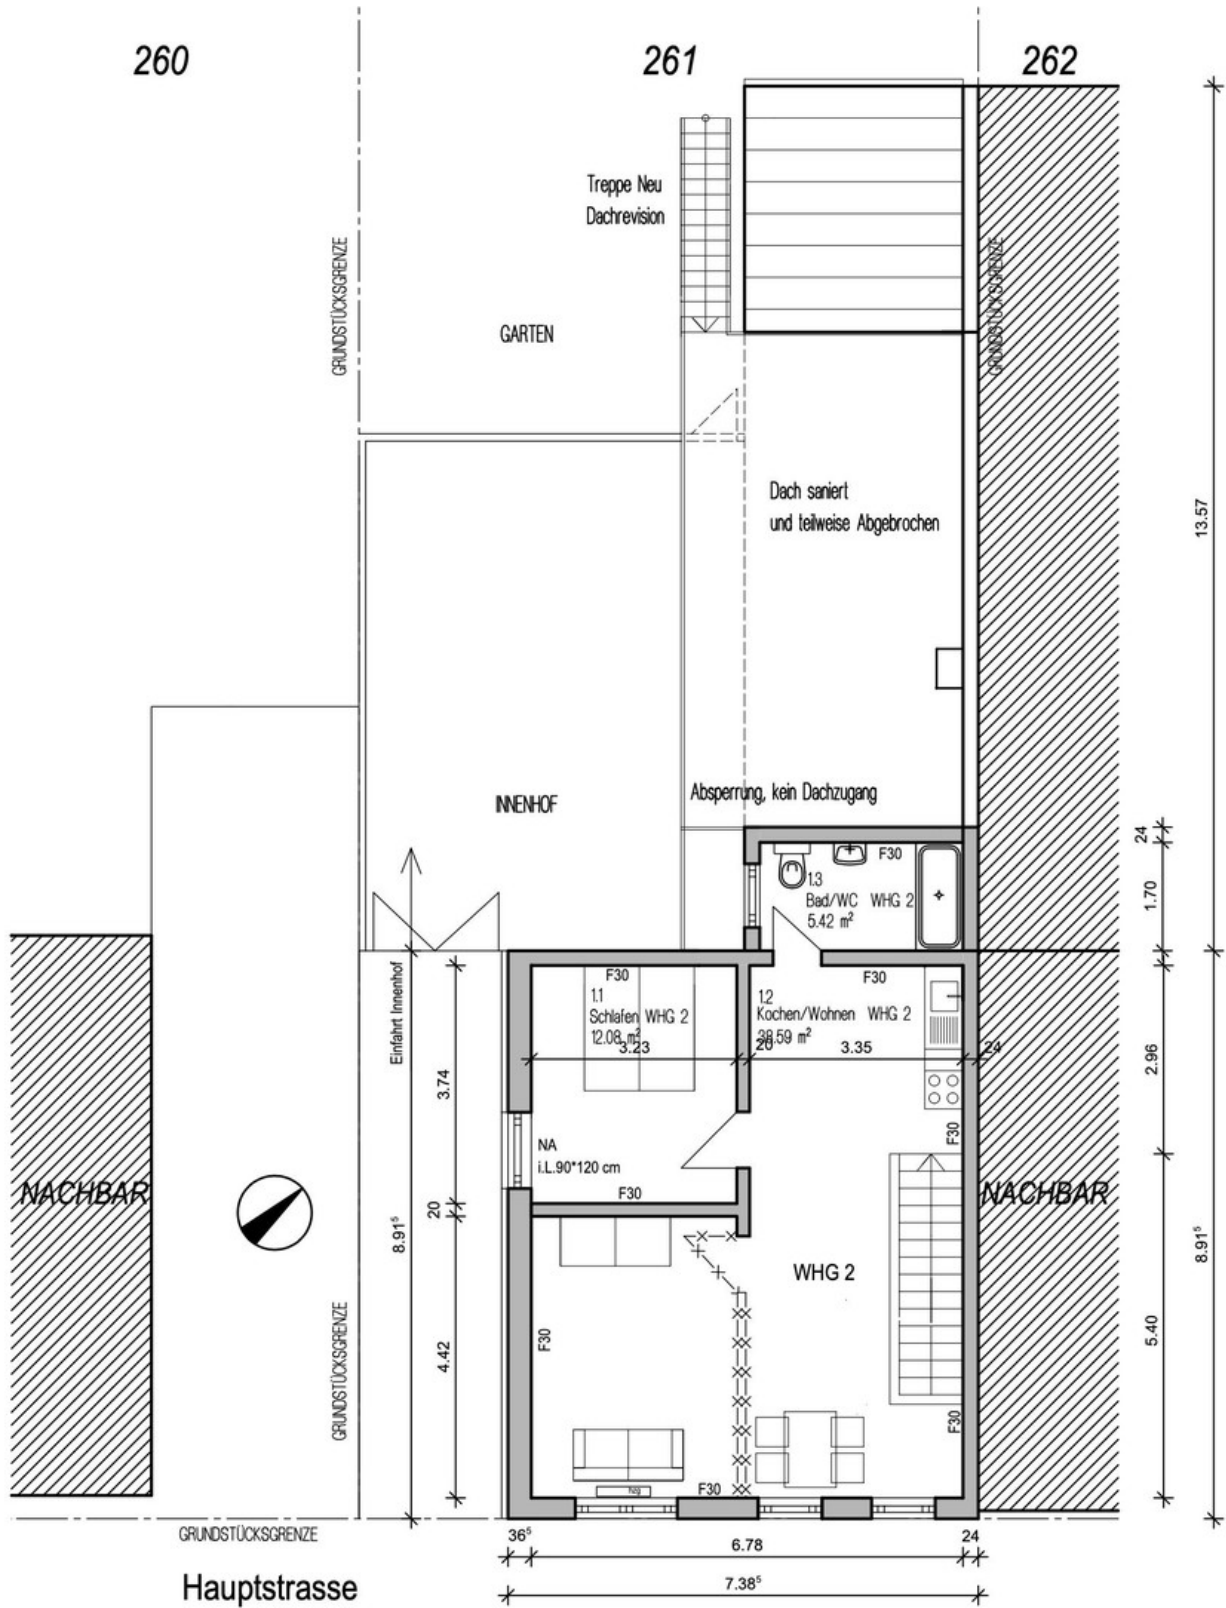 260
261
262
Treppe Neu
Dachrevision
GRUNDSTÜCKSGRENZE
GRUNDSTÜCKSGRENZE
GARTEN
Dach saniert
und teilweise Abgebrochen
13.57
INNENHOF
Absperrung, kein Dachzugang
24
F30
1.3
Bad/WC WHG 2
5.42 m²
1.70
Einfahrt Innenhof
F30
1.1
Schlafen WHG 2
12.08 m²
F30
1.2
Kochen/Wohnen WHG 2
38.59 m²
3.23
20
3.35
24
2.96
3.74
F30
NA
i.L.90*120 cm
F30
NACHBAR
NACHBAR
20
8.91⁵
8.91⁵
WHG 2
F30
4.42
5.40
GRUNDSTÜCKSGRENZE
F30
F30
hzg
GRUNDSTÜCKSGRENZE
36⁵
6.78
24
7.38⁵
Hauptstrasse